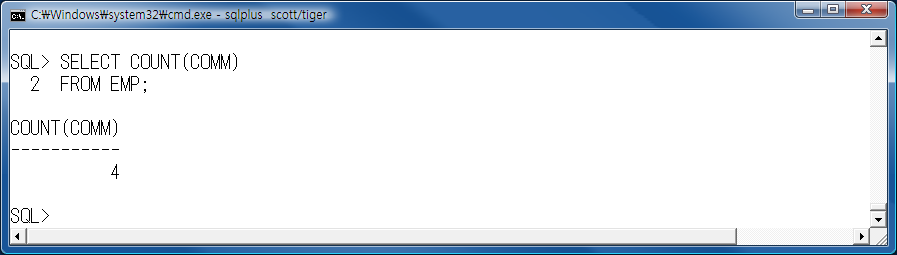 C:₩Windows₩system32₩cmd.exe - sqlplus  scott/tiger
SQL> SELECT COUNT(COMM)
  2  FROM EMP;
COUNT(COMM)
-----------
          4
SQL>